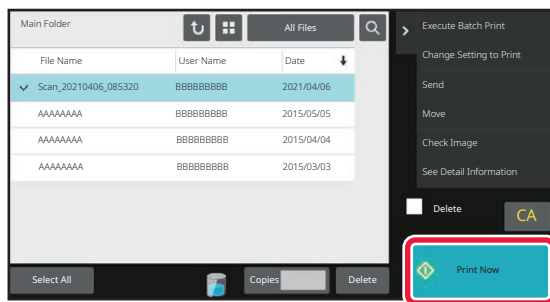 Main Folder
All Files
File Name User Name Date
Scan_20210406_085320 BBBBBBBBB 2021/04/06
AAAAAAAA BBBBBBBBB 2015/05/05
AAAAAAAA BBBBBBBBB 2015/04/04
AAAAAAAA BBBBBBBBB 2015/03/03
Select All
Copies
Delete
Execute Batch Print
Change Setting to Print
Send
Move
Check Image
See Detail Information
Delete
CA
Print Now